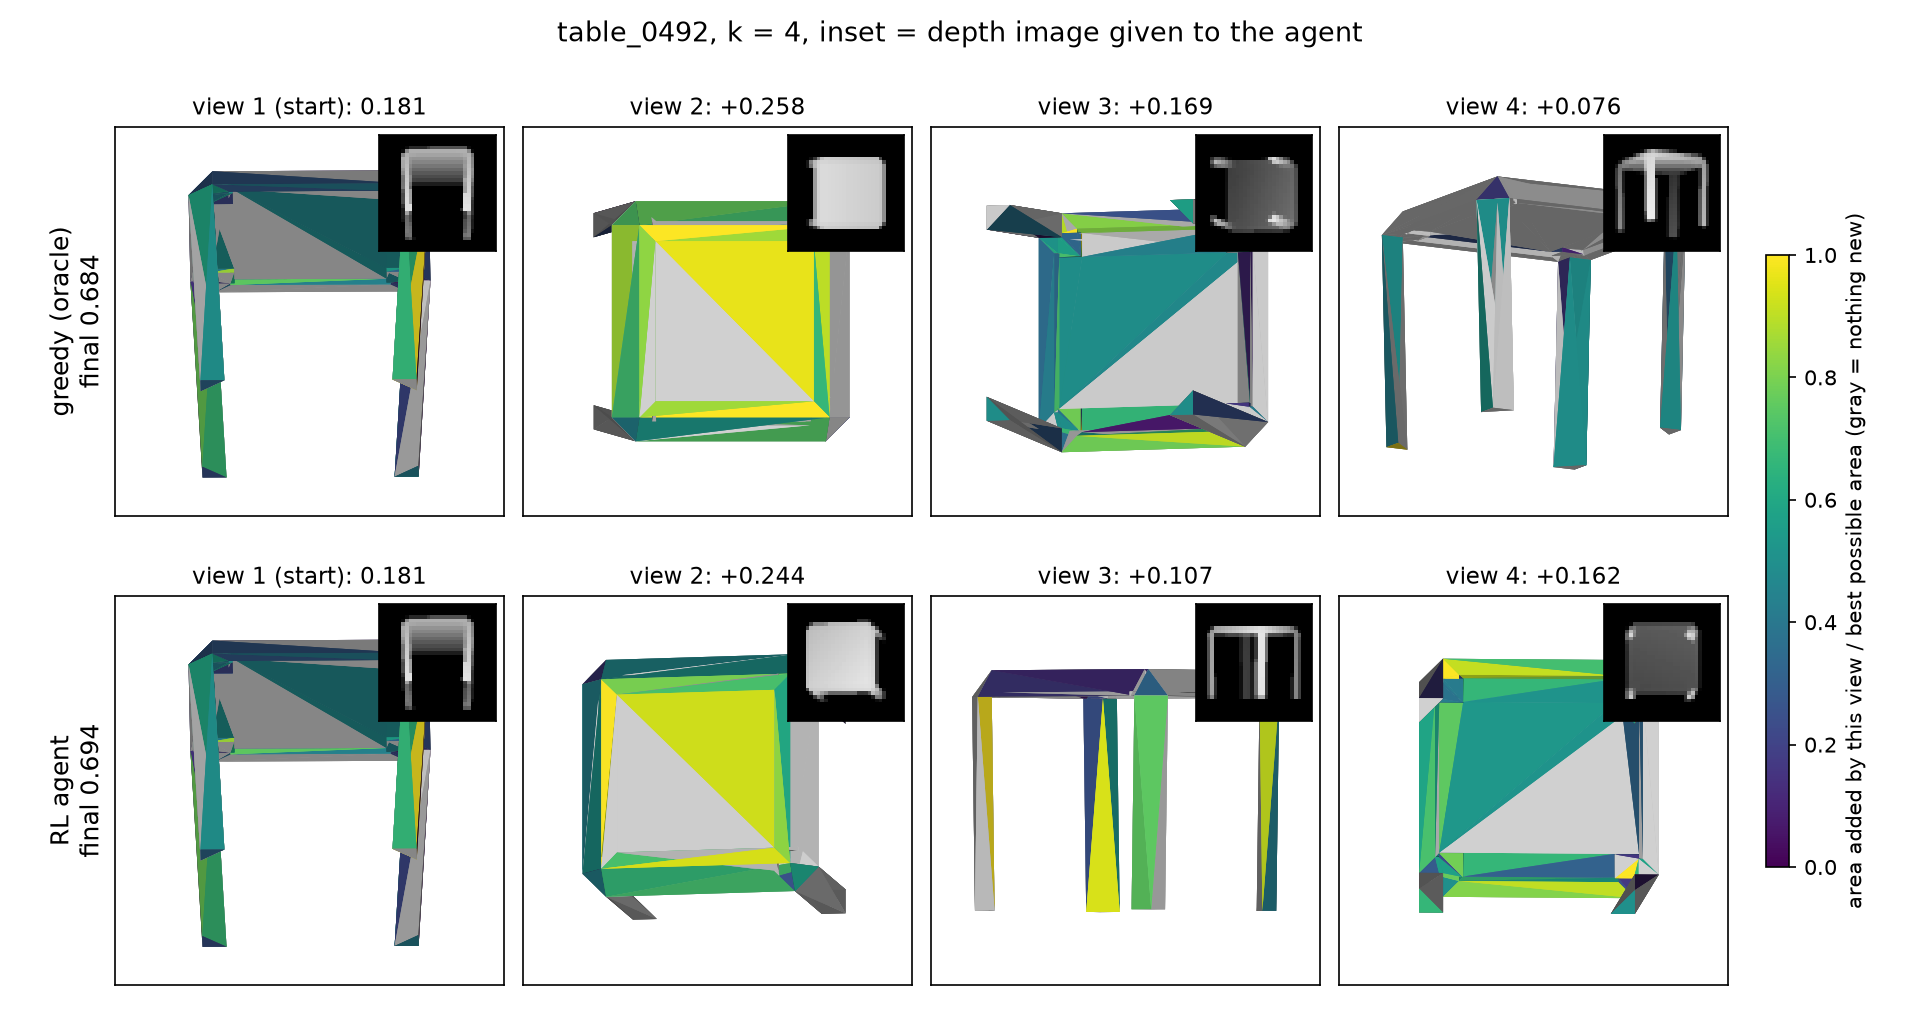 table_0492, k = 4, inset = depth image given to the agent
view 1 (start): 0.181
view 2: +0.258
view 3: +0.169
view 4: +0.076
greedy (oracle)
final 0.684
view 1 (start): 0.181
view 2: +0.244
view 3: +0.107
view 4: +0.162
RL agent
final 0.694
1.0
0.8
0.6
0.4
0.2
0.0
area added by this view / best possible area (gray = nothing new)